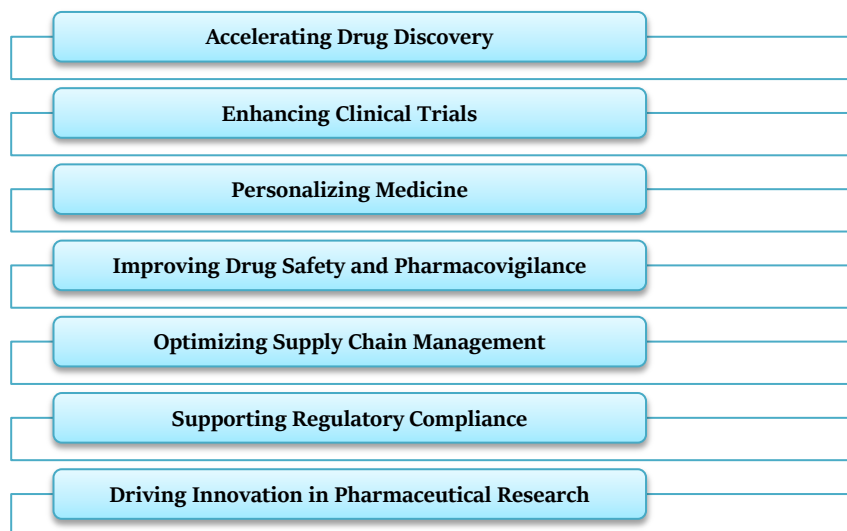 Accelerating Drug Discovery
Enhancing Clinical Trials
Personalizing Medicine
Improving Drug Safety and Pharmacovigilance
Optimizing Supply Chain Management
Supporting Regulatory Compliance
Driving Innovation in Pharmaceutical Research